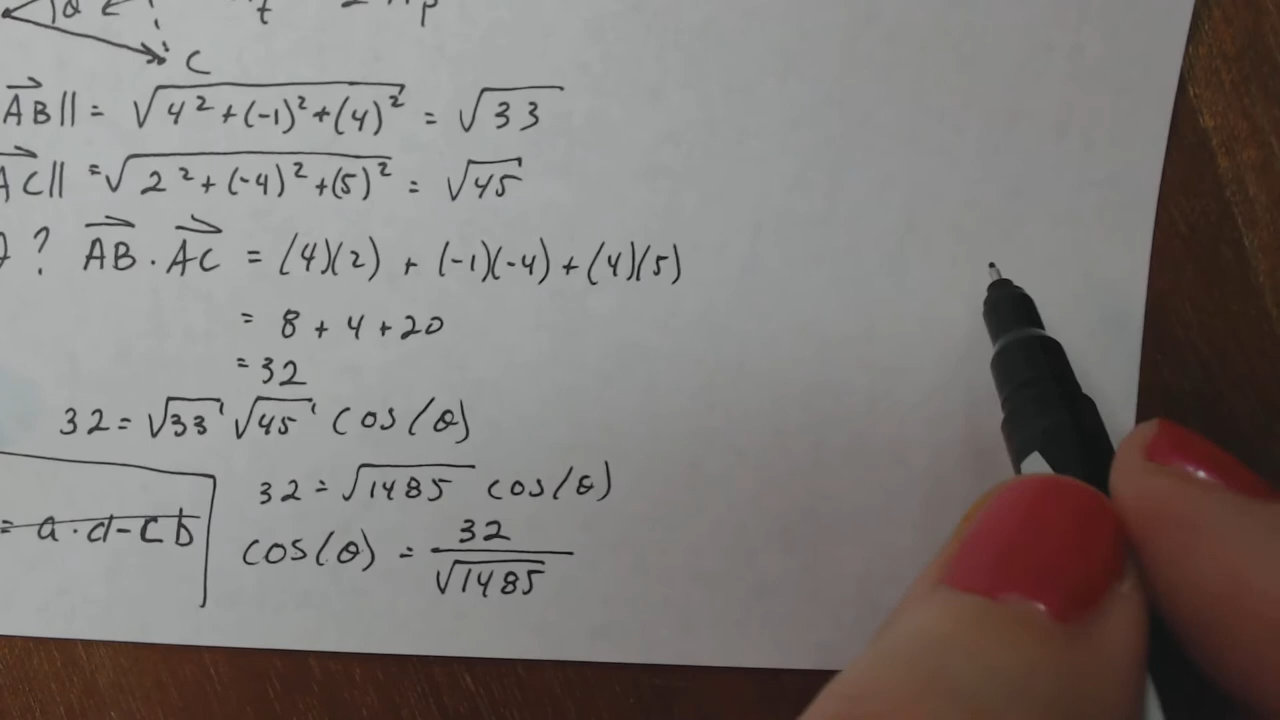 C
AB|| = √4² + (-1)² + (4)² = √33
AC|| = √2² + (-4)² + (5)² = √45
? AB · AC = (4)(2) + (-1)(-4) + (4)(5)
= 8 + 4 + 20
= 32
32 = √33 √45 cos(θ)
32 = √1485 cos(θ)
= a · d - c b
cos(θ) = 32 / √1485